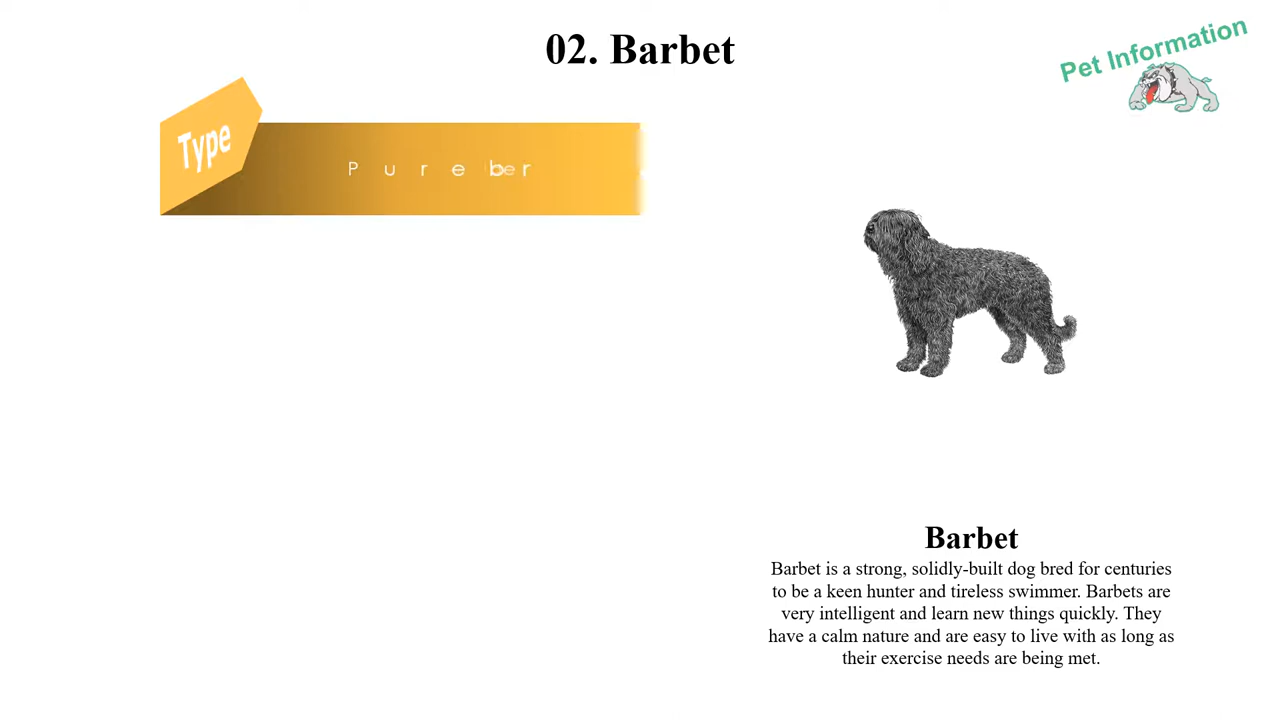 02. Barbet
Pet Information
Type
Barbet
Barbet is a strong, solidly-built dog bred for centuries
to be a keen hunter and tireless swimmer. Barbets are
very intelligent and learn new things quickly. They
have a calm nature and are easy to live with as long as
their exercise needs are being met.